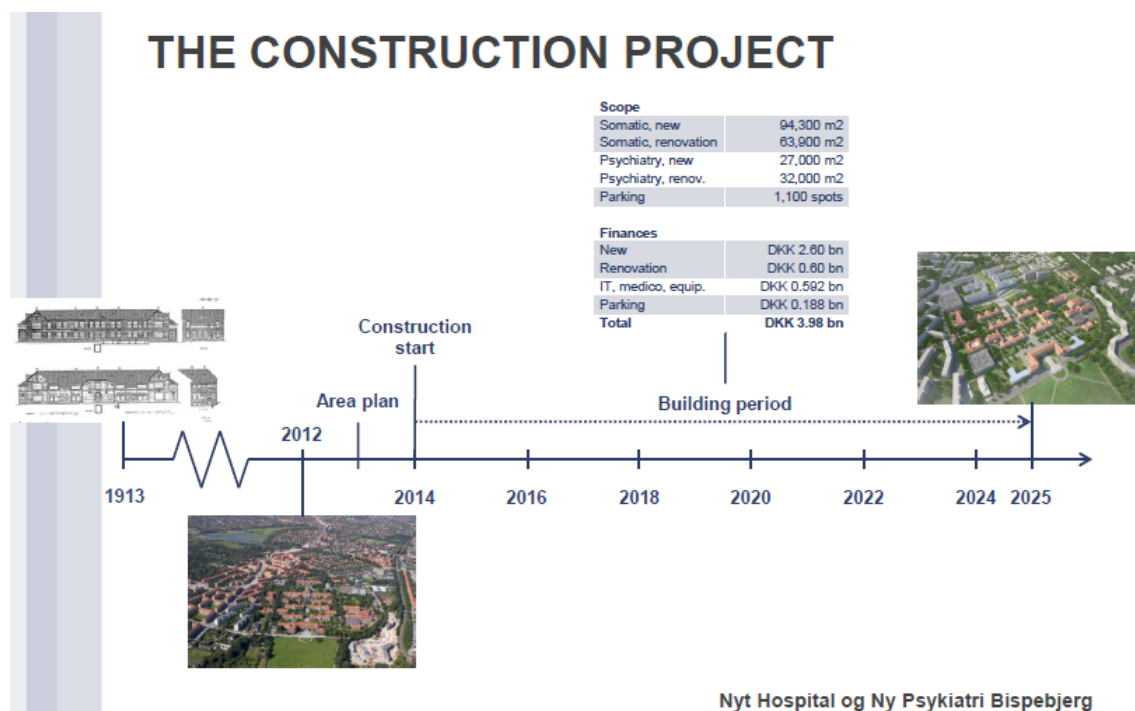 THE CONSTRUCTION PROJECT
Scope
Somatic, new 94,300 m2
Somatic, renovation 63,900 m2
Psychiatry, new 27,000 m2
Psychiatry, renov. 32,000 m2
Parking 1,100 spots
Finances
New DKK 2.60 bn
Renovation DKK 0.60 bn
IT, medico, equip. DKK 0.592 bn
Parking DKK 0.188 bn
Total DKK 3.98 bn
Construction
start
Area plan
Building period
2012
1913
2014
2016
2018
2020
2022
2024
2025
Nyt Hospital og Ny Psykiatri Bispebjerg